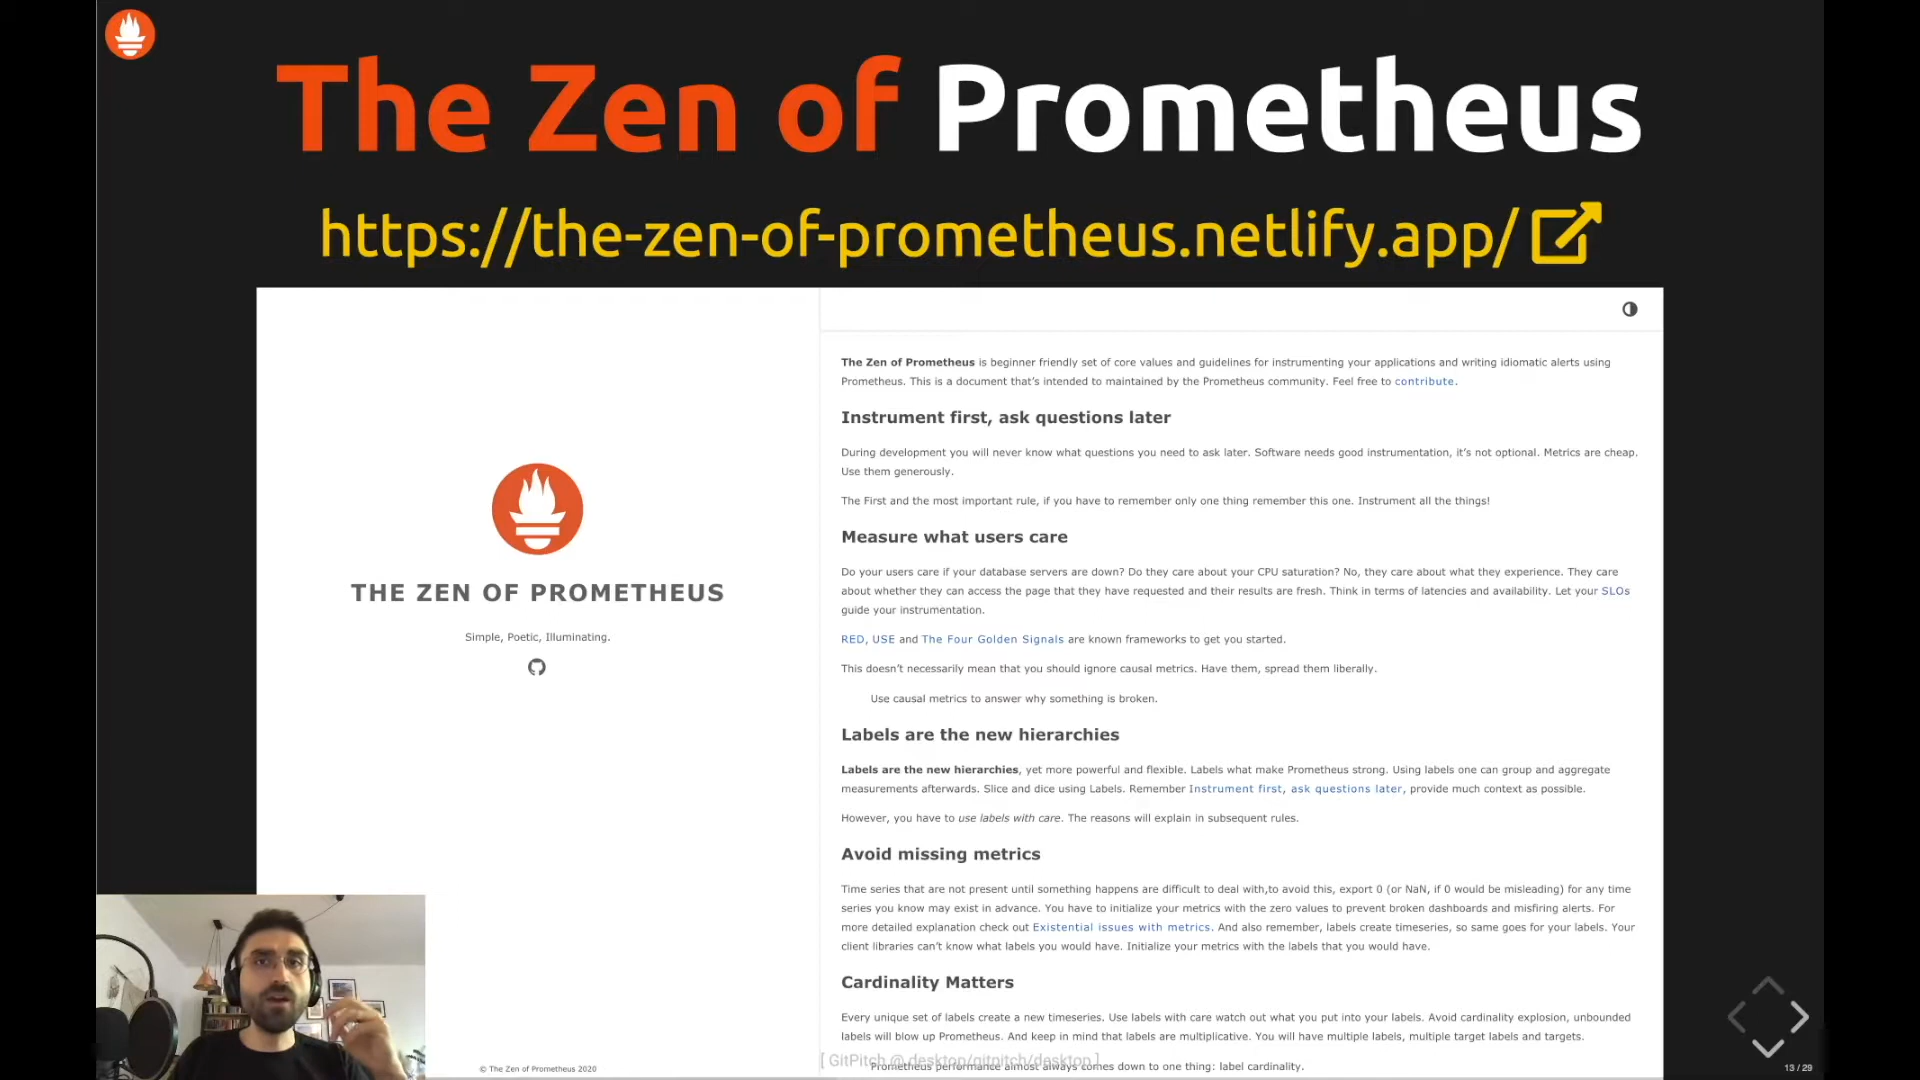 The Zen of Prometheus
https://the-zen-of-prometheus.netlify.app/
THE ZEN OF PROMETHEUS
Simple, Poetic, Illuminating.
© The Zen of Prometheus 2020
The Zen of Prometheus is beginner friendly set of core values and guidelines for instrumenting your applications and writing idiomatic alerts using
Prometheus. This is a document that's intended to maintained by the Prometheus community. Feel free to contribute.
Instrument first, ask questions later
During development you will never know what questions you need to ask later. Software needs good instrumentation, it's not optional. Metrics are cheap.
Use them generously.
The First and the most important rule, if you have to remember only one thing remember this one. Instrument all the things!
Measure what users care
Do your users care if your database servers are down? Do they care about your CPU saturation? No, they care about what they experience. They care
about whether they can access the page that they have requested and their results are fresh. Think in terms of latencies and availability. Let your SLOs
guide your instrumentation.
RED, USE and The Four Golden Signals are known frameworks to get you started.
This doesn't necessarily mean that you should ignore causal metrics. Have them, spread them liberally.
Use causal metrics to answer why something is broken.
Labels are the new hierarchies
Labels are the new hierarchies, yet more powerful and flexible. Labels what make Prometheus strong. Using labels one can group and aggregate
measurements afterwards. Slice and dice using Labels. Remember Instrument first, ask questions later, provide much context as possible.
However, you have to use labels with care. The reasons will explain in subsequent rules.
Avoid missing metrics
Time series that are not present until something happens are difficult to deal with,to avoid this, export 0 (or NaN, if 0 would be misleading) for any time
series you know may exist in advance. You have to initialize your metrics with the zero values to prevent broken dashboards and misfiring alerts. For
more detailed explanation check out Existential issues with metrics. And also remember, labels create timeseries, so same goes for your labels. Your
client libraries can't know what labels you would have. Initialize your metrics with the labels that you would have.
Cardinality Matters
Every unique set of labels create a new timeseries. Use labels with care watch out what you put into your labels. Avoid cardinality explosion, unbounded
labels will blow up Prometheus. And keep in mind that labels are multiplicative. You will have multiple labels, multiple target labels and targets.
[ GitPitch @ desktop/gitpitch/desktop ]
Prometheus performance almost always comes down to one thing: label cardinality.
13 / 29